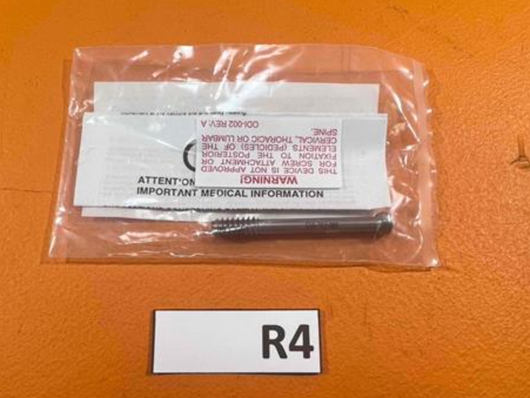 WARNING!
THIS DEVICE IS NOT APPROVED
FOR SCREW ATTACHMENT OR
FIXATION TO THE POSTERIOR
ELEMENTS (PEDICLES) OF THE
CERVICAL, THORACIC OR LUMBAR
SPINE.
ODI-002 REV. A
ATTENTION
IMPORTANT MEDICAL INFORMATION
R4